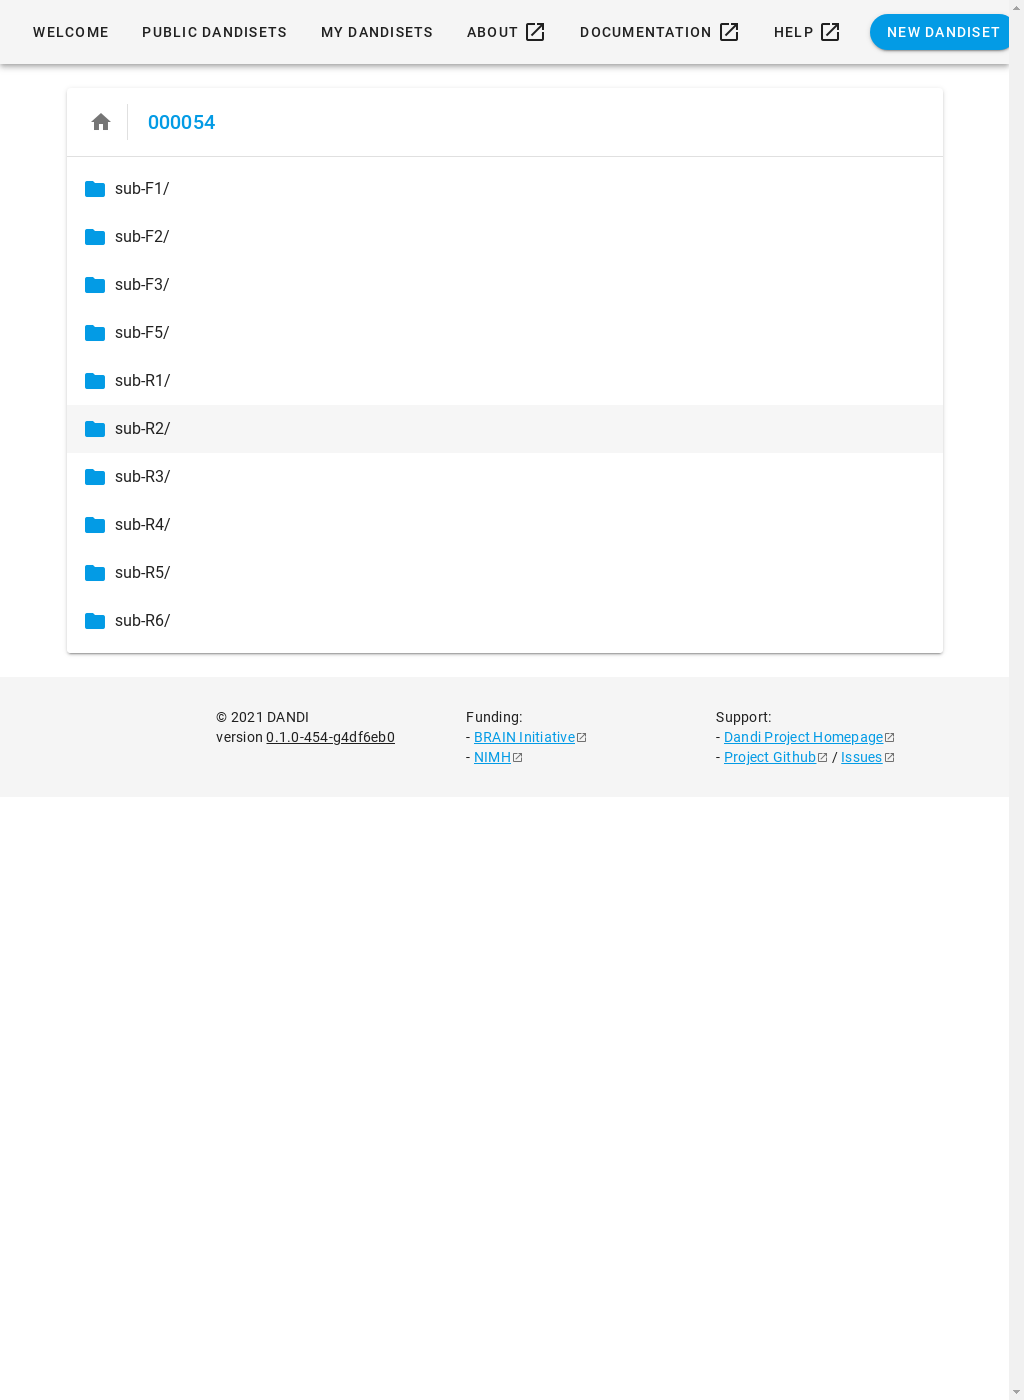 WELCOME PUBLIC DANDISETS MY DANDISETS ABOUT DOCUMENTATION HELP NEW DANDISET
000054
sub-F1/
sub-F2/
sub-F3/
sub-F5/
sub-R1/
sub-R2/
sub-R3/
sub-R4/
sub-R5/
sub-R6/
© 2021 DANDI
version 0.1.0-454-g4df6eb0
Funding:
- BRAIN Initiative
- NIMH
Support:
- Dandi Project Homepage
- Project Github / Issues